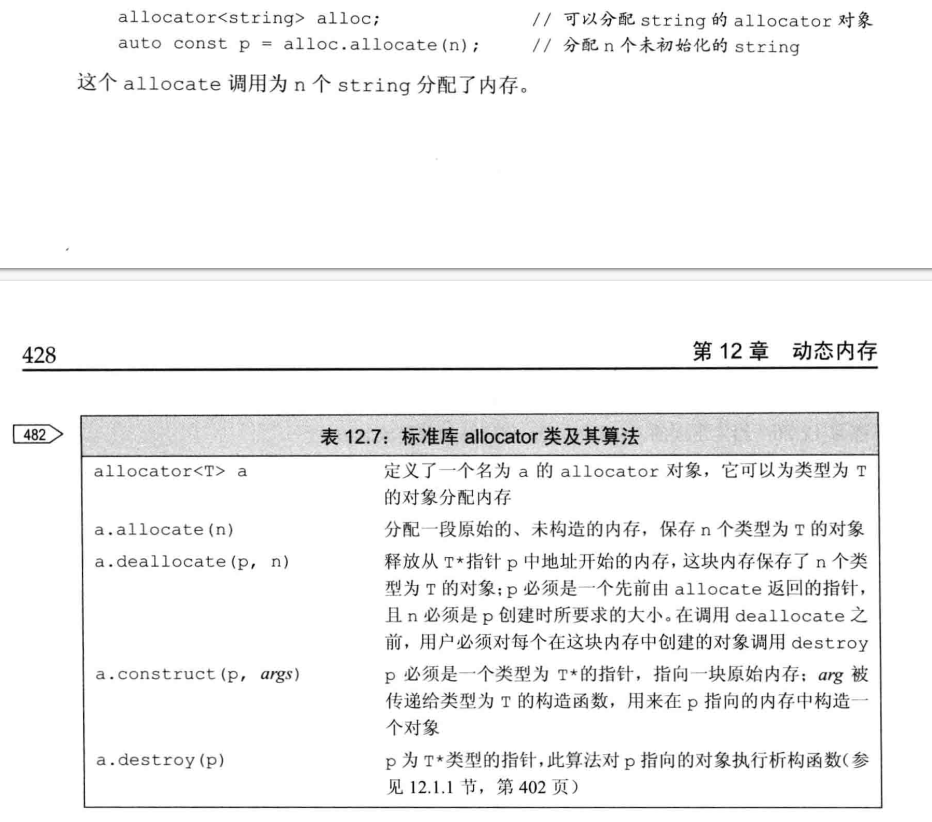 allocator<string> alloc; // 可以分配 string 的 allocator 对象
auto const p = alloc.allocate(n); // 分配 n 个未初始化的 string
这个 allocate 调用为 n 个 string 分配了内存。
428 第 12 章 动态内存
482
表 12.7：标准库 allocator 类及其算法
allocator<T> a 定义了一个名为 a 的 allocator 对象，它可以为类型为 T
的对象分配内存
a.allocate(n) 分配一段原始的、未构造的内存，保存 n 个类型为 T 的对象
a.deallocate(p, n) 释放从 T*指针 p 中地址开始的内存，这块内存保存了 n 个类
型为 T 的对象；p 必须是一个先前由 allocate 返回的指针，
且 n 必须是 p 创建时所要求的大小。在调用 deallocate 之
前，用户必须对每个在这块内存中创建的对象调用 destroy
a.construct(p, args) p 必须是一个类型为 T*的指针，指向一块原始内存；arg 被
传递给类型为 T 的构造函数，用来在 p 指向的内存中构造一
个对象
a.destroy(p) p 为 T*类型的指针，此算法对 p 指向的对象执行析构函数（参
见 12.1.1 节，第 402 页）